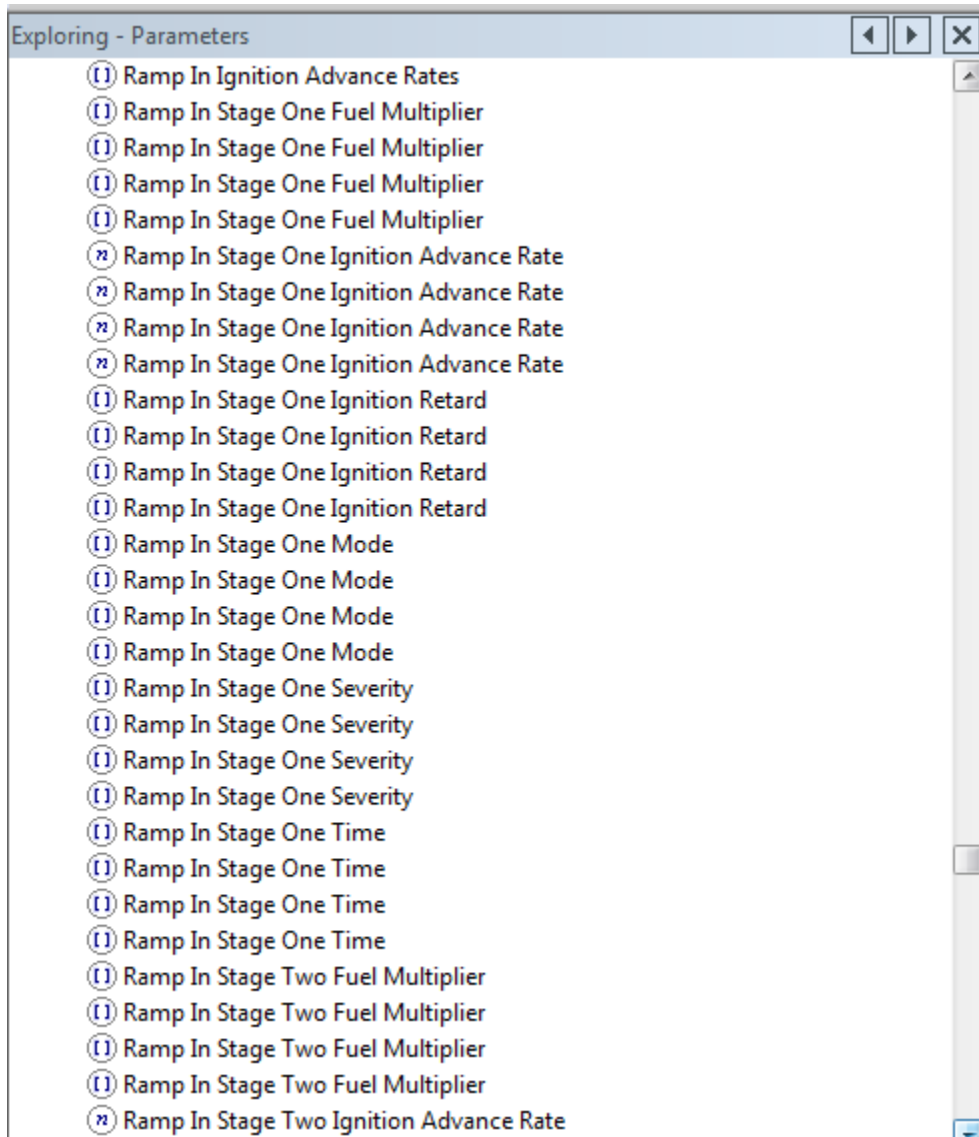 Exploring - Parameters
[] Ramp In Ignition Advance Rates
[] Ramp In Stage One Fuel Multiplier
[] Ramp In Stage One Fuel Multiplier
[] Ramp In Stage One Fuel Multiplier
[] Ramp In Stage One Fuel Multiplier
n Ramp In Stage One Ignition Advance Rate
n Ramp In Stage One Ignition Advance Rate
n Ramp In Stage One Ignition Advance Rate
n Ramp In Stage One Ignition Advance Rate
[] Ramp In Stage One Ignition Retard
[] Ramp In Stage One Ignition Retard
[] Ramp In Stage One Ignition Retard
[] Ramp In Stage One Ignition Retard
[] Ramp In Stage One Mode
[] Ramp In Stage One Mode
[] Ramp In Stage One Mode
[] Ramp In Stage One Mode
[] Ramp In Stage One Severity
[] Ramp In Stage One Severity
[] Ramp In Stage One Severity
[] Ramp In Stage One Severity
[] Ramp In Stage One Time
[] Ramp In Stage One Time
[] Ramp In Stage One Time
[] Ramp In Stage One Time
[] Ramp In Stage Two Fuel Multiplier
[] Ramp In Stage Two Fuel Multiplier
[] Ramp In Stage Two Fuel Multiplier
[] Ramp In Stage Two Fuel Multiplier
n Ramp In Stage Two Ignition Advance Rate